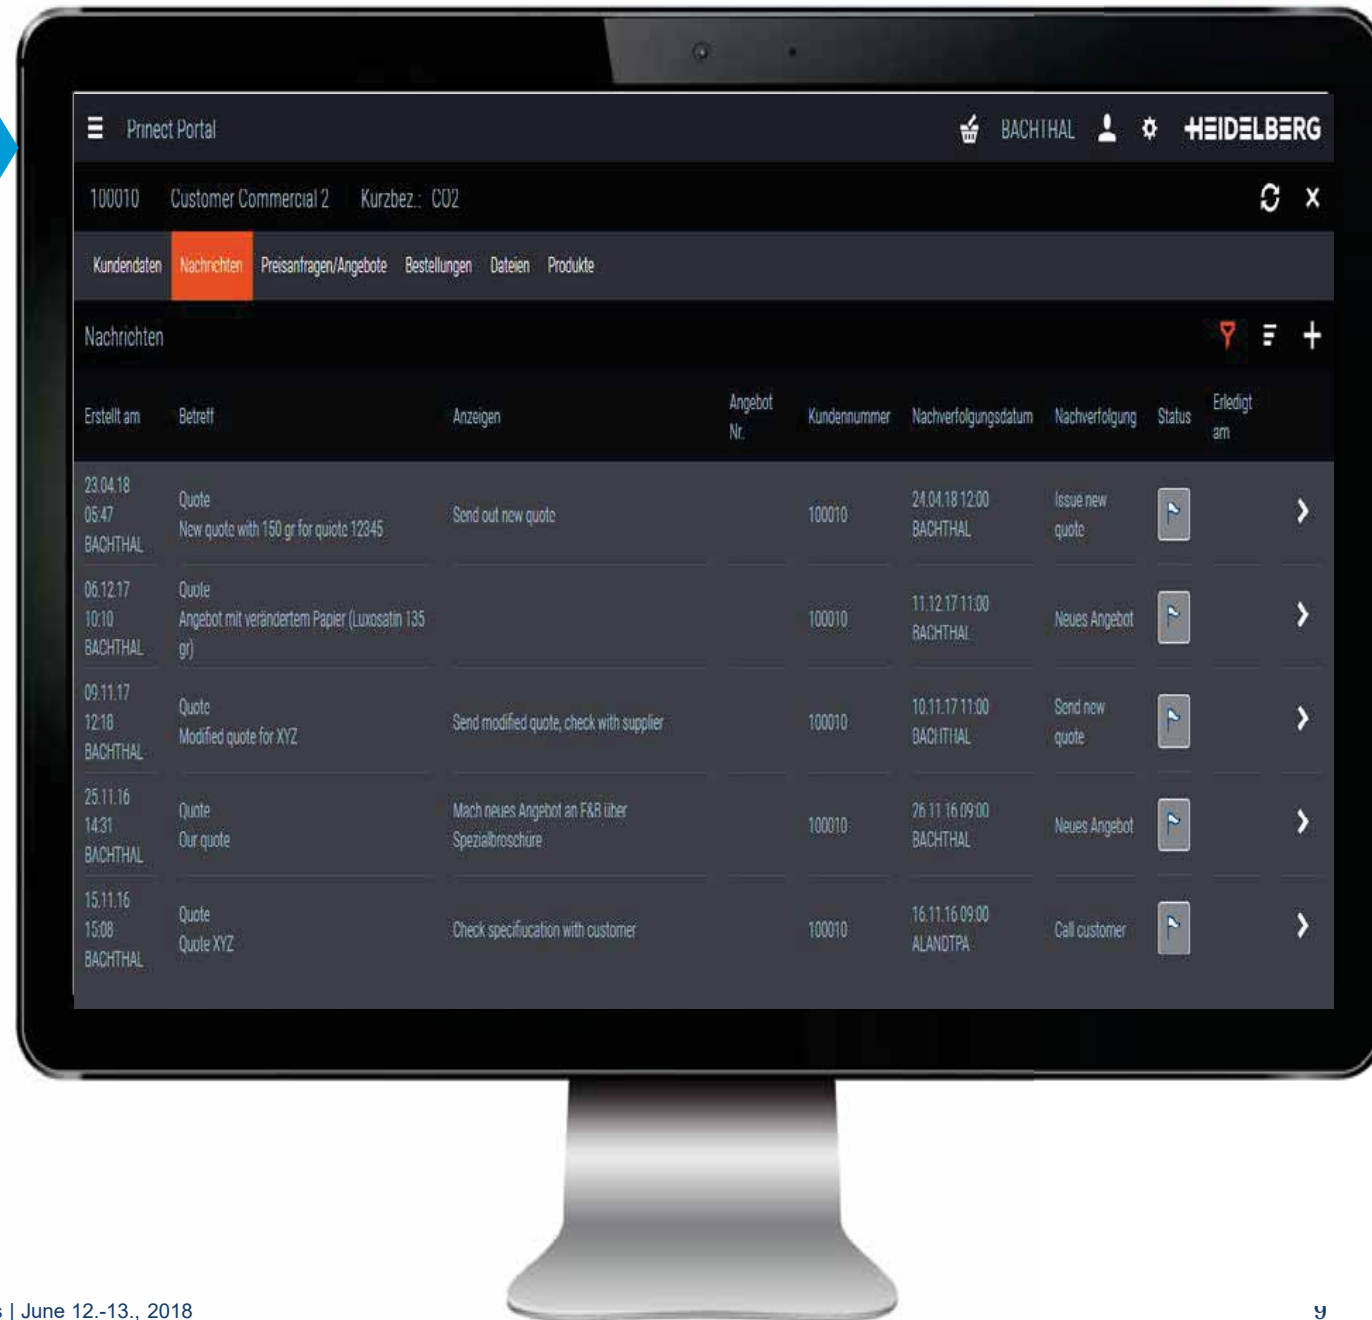 Prinect Portal
BACHTHAL
HEIDELBERG
100010 Customer Commercial 2 Kurzbez.: CO2
Kundendaten Nachrichten Preisanfragen/Angebote Bestellungen Dateien Produkte
Nachrichten
Erstellt am Betreff Anzeigen Angebot Nr. Kundennummer Nachverfolgungsdatum Nachverfolgung Status Erledigt am
23.04.18
05:47
BACHTHAL
Quote
New quote with 150 gr for quiote 12345
Send out new quote
100010
24.04.18 12:00
BACHTHAL
Issue new
quote
06.12.17
10:10
BACHTHAL
Quote
Angebot mit verändertem Papier (Luxosatin 135
gr)
100010
11.12.17 11:00
BACHTHAL
Neues Angebot
09.11.17
12:18
BACHTHAL
Quote
Modified quote for XYZ
Send modified quote, check with supplier
100010
10.11.17 11:00
BACHTHAL
Send new
quote
25.11.16
14:31
BACHTHAL
Quote
Our quote
Mach neues Angebot an F&B über
Spezialbroschüre
100010
26.11.16 09:00
BACHTHAL
Neues Angebot
15.11.16
15:08
BACHTHAL
Quote
Quote XYZ
Check specifiucation with customer
100010
16.11.16 09:00
ALANDTPA
Call customer
s | June 12.-13., 2018
9